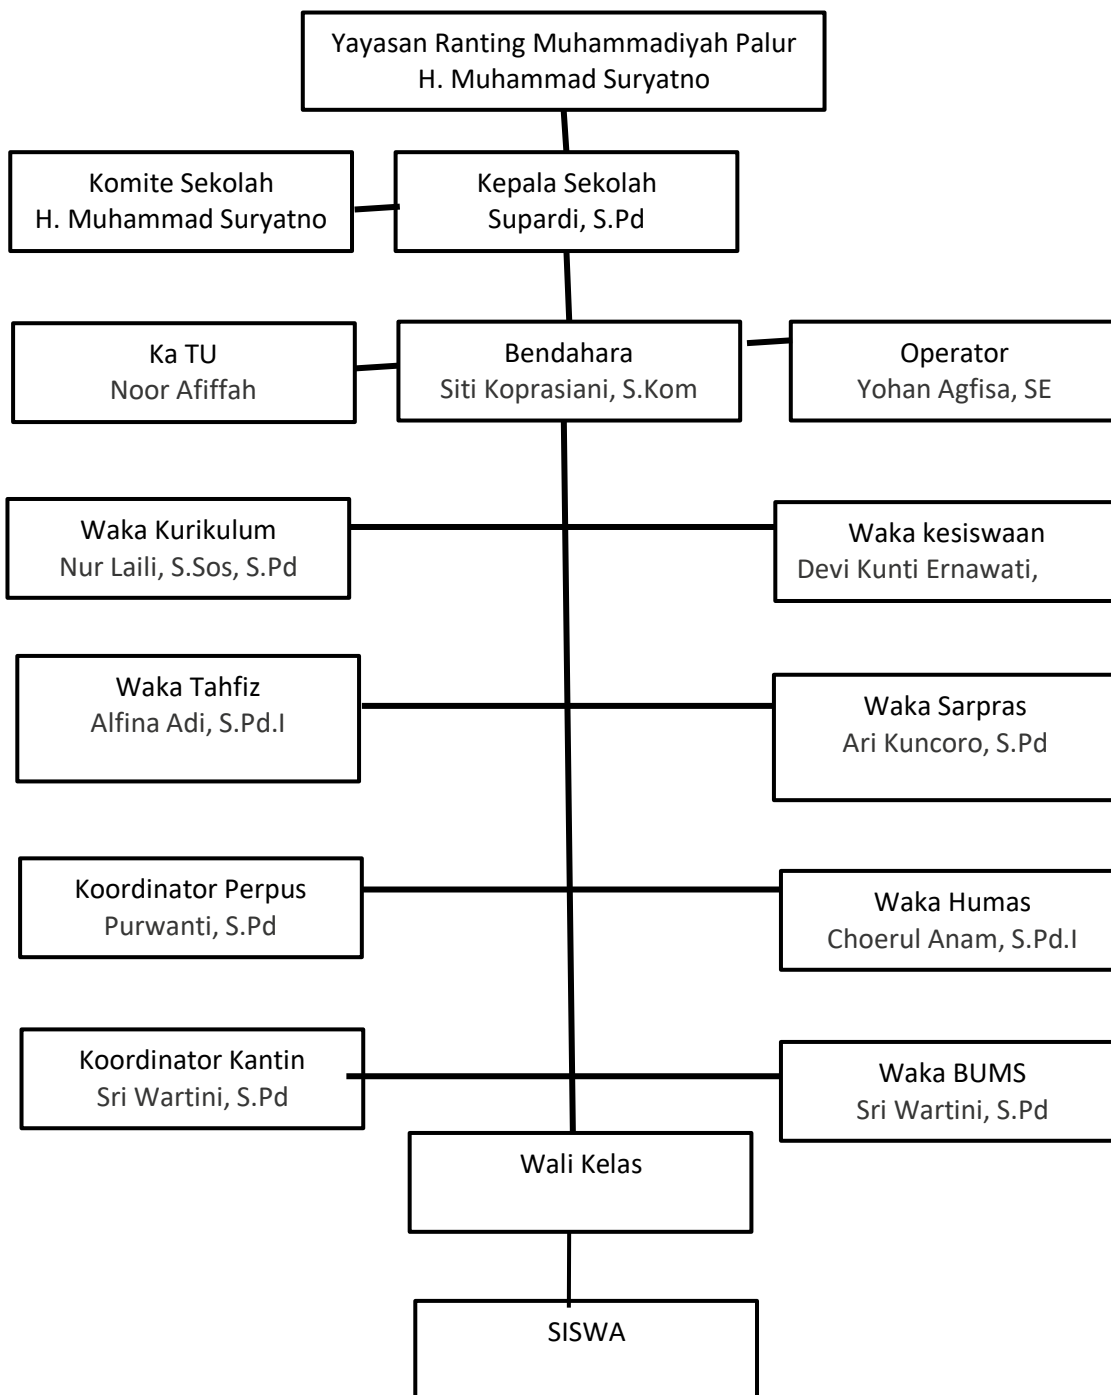 Yayasan Ranting Muhammadiyah Palur
H. Muhammad Suryatno
Komite Sekolah
H. Muhammad Suryatno
Kepala Sekolah
Supardi, S.Pd
Ka TU
Noor Afiffah
Bendahara
Siti Koprasiani, S.Kom
Operator
Yohan Agfisa, SE
Waka Kurikulum
Nur Laili, S.Sos, S.Pd
Waka kesiswaan
Devi Kunti Ernawati,
Waka Tahfiz
Alfina Adi, S.Pd.I
Waka Sarpras
Ari Kuncoro, S.Pd
Koordinator Perpus
Purwanti, S.Pd
Waka Humas
Choerul Anam, S.Pd.I
Koordinator Kantin
Sri Wartini, S.Pd
Waka BUMS
Sri Wartini, S.Pd
Wali Kelas
SISWA